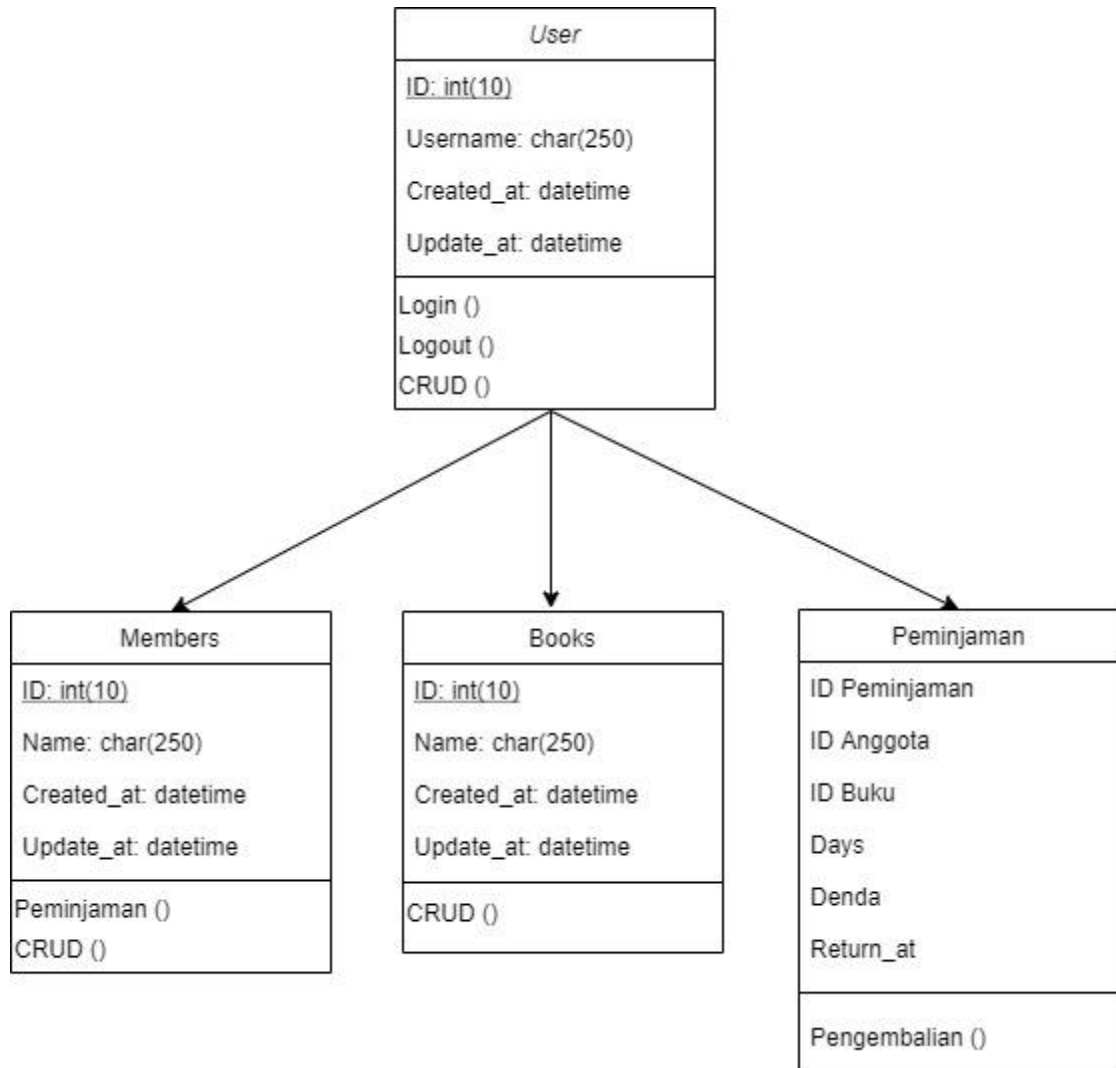 User
ID: int(10)
Username: char(250)
Created_at: datetime
Update_at: datetime
Login ()
Logout ()
CRUD ()
Members
ID: int(10)
Name: char(250)
Created_at: datetime
Update_at: datetime
Peminjaman ()
CRUD ()
Books
ID: int(10)
Name: char(250)
Created_at: datetime
Update_at: datetime
CRUD ()
Peminjaman
ID Peminjaman
ID Anggota
ID Buku
Days
Denda
Return_at
Pengembalian ()